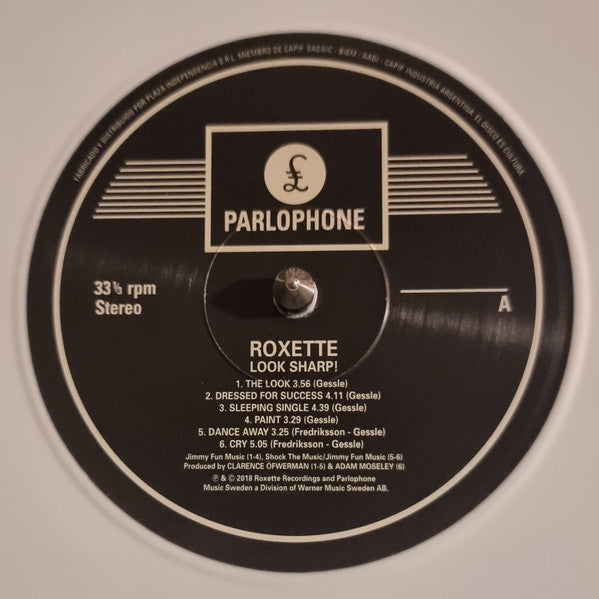 FABRICADO Y DISTRIBUIDO POR PLAZA INDEPENDENCIA S R L. MIEMBRO DE CAPIF SADAIC - BIEM / AADI - CAPIF. INDUSTRIA ARGENTINA. EL DISCO ES CULTURA.
£
PARLOPHONE
33 ⅓ rpm
Stereo
A
ROXETTE
LOOK SHARP!
1. THE LOOK 3.56 (Gessle)
2. DRESSED FOR SUCCESS 4.11 (Gessle)
3. SLEEPING SINGLE 4.39 (Gessle)
4. PAINT 3.29 (Gessle)
5. DANCE AWAY 3.25 (Fredriksson - Gessle)
6. CRY 5.05 (Fredriksson - Gessle)
Jimmy Fun Music (1-4), Shock The Music/Jimmy Fun Music (5-6)
Produced by CLARENCE ÖFWERMAN (1-5) & ADAM MOSELEY (6)
℗ & © 2018 Roxette Recordings and Parlophone
Music Sweden a Division of Warner Music Sweden AB.